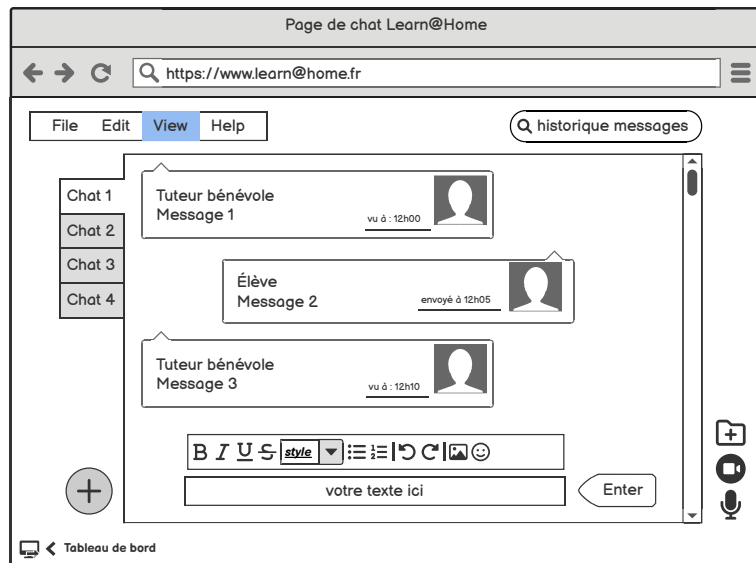 Page de chat Learn@Home
https://www.learn@home.fr
File Edit View Help
historique messages
Chat 1
Chat 2
Chat 3
Chat 4
Tuteur bénévole
Message 1
vu à : 12h00
Élève
Message 2
envoyé à 12h05
Tuteur bénévole
Message 3
vu à : 12h10
B I U S style
votre texte ici
Enter
Tableau de bord